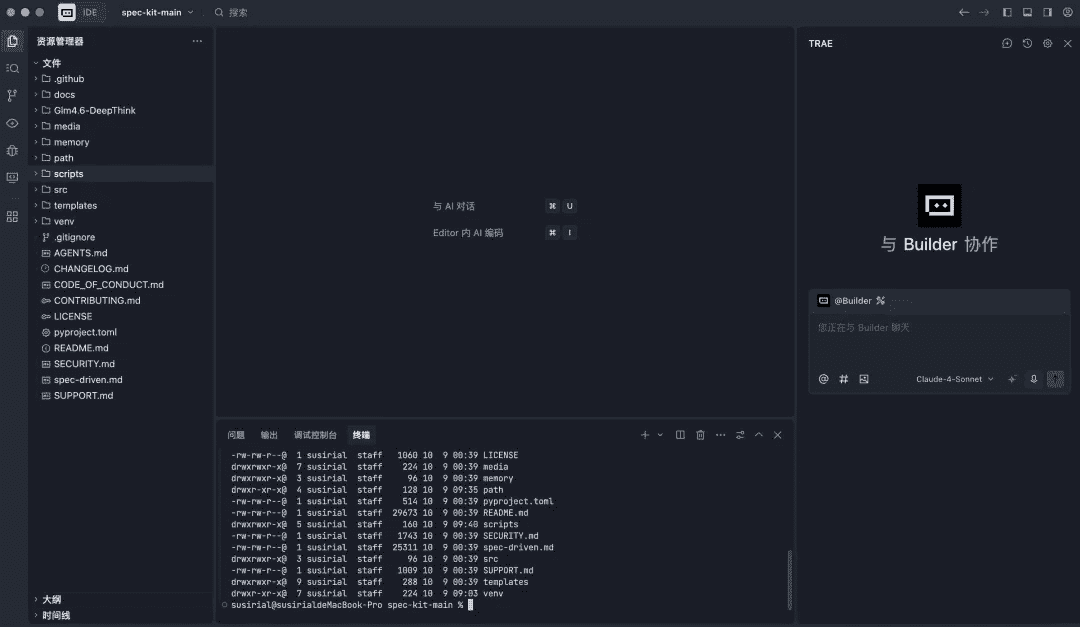 IDE spec-kit-main 搜索
资源管理器
文件
.github
docs
Glm4.6-DeepThink
media
memory
path
scripts
src
templates
venv
.gitignore
AGENTS.md
CHANGELOG.md
CODE_OF_CONDUCT.md
CONTRIBUTING.md
LICENSE
pyproject.toml
README.md
SECURITY.md
spec-driven.md
SUPPORT.md
大纲
时间线
与 AI 对话 ⌘ U
Editor 内 AI 编码 ⌘ I
问题 输出 调试控制台 终端
-rw-rw-r--@ 1 susirial staff 1060 10 9 00:39 LICENSE
drwxrwxr-x@ 7 susirial staff 224 10 9 00:39 media
drwxrwxr-x@ 3 susirial staff 96 10 9 00:39 memory
drwxr-xr-x@ 4 susirial staff 128 10 9 09:35 path
-rw-rw-r--@ 1 susirial staff 514 10 9 00:39 pyproject.toml
-rw-rw-r--@ 1 susirial staff 29673 10 9 00:39 README.md
drwxrwxr-x@ 5 susirial staff 160 10 9 09:40 scripts
-rw-rw-r--@ 1 susirial staff 1743 10 9 00:39 SECURITY.md
-rw-rw-r--@ 1 susirial staff 25311 10 9 00:39 spec-driven.md
drwxrwxr-x@ 3 susirial staff 96 10 9 00:39 src
-rw-rw-r--@ 1 susirial staff 1009 10 9 00:39 SUPPORT.md
drwxrwxr-x@ 9 susirial staff 288 10 9 00:39 templates
drwxr-xr-x@ 7 susirial staff 224 10 9 09:03 venv
susirial@susirialdeMacBook-Pro spec-kit-main %
TRAE
与 Builder 协作
@Builder
您正在与 Builder 聊天
Claude-4-Sonnet